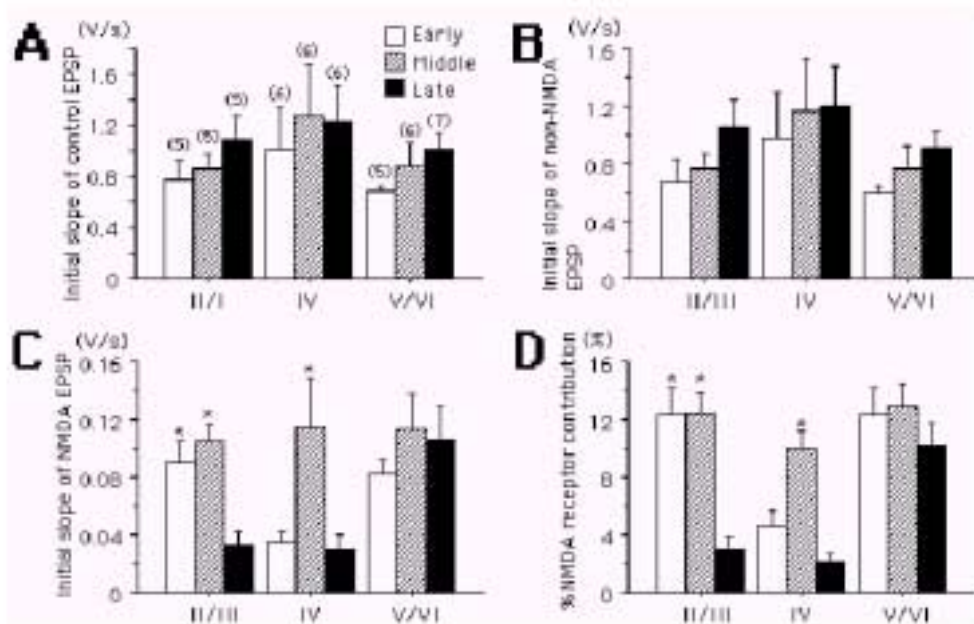 A
(V/s)
Initial slope of control EPSP
1.6
1.2
0.8
0.4
0
(5)
(5)
(5)
(6)
(6)
(6)
(5)
(6)
(7)
II/I
IV
V/VI
Early
Middle
Late
B
(V/s)
Initial slope of non-NMDA
EPSP
1.6
1.2
0.8
0.4
0
II/III
IV
V/VI
C
(V/s)
Initial slope of NMDA EPSP
0.16
0.12
0.08
0.04
0
*
*
*
II/III
IV
V/VI
D
(%)
%NMDA receptor contribution
16
12
8
4
0
*
*
*
II/III
IV
V/VI